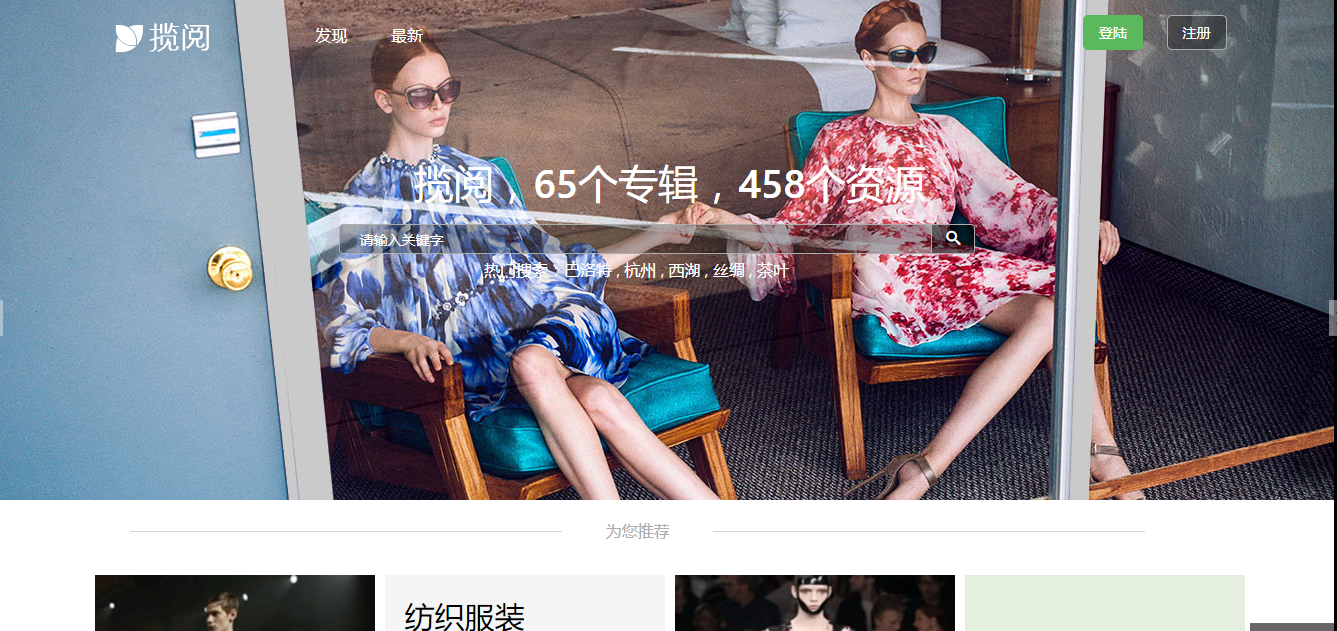 揽阅
发现
最新
登陆
注册
揽阅，65个专辑，458个资源
请输入关键字
热门搜索：巴洛特 , 杭州 , 西湖 , 丝绸 , 茶叶
为您推荐
纺织服装